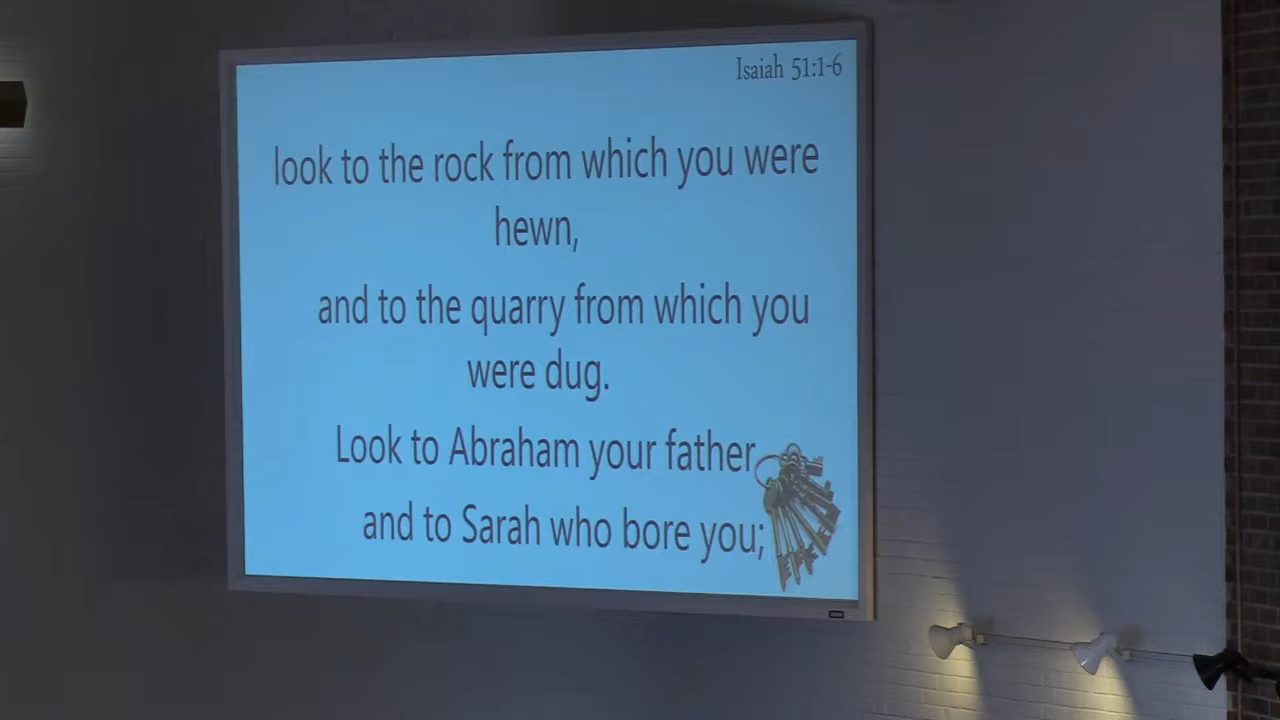 Isaiah 51:1-6
look to the rock from which you were
hewn,
and to the quarry from which you
were dug.
Look to Abraham your father
and to Sarah who bore you;